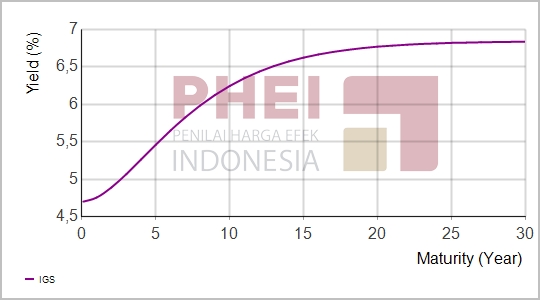 Yield (%)
7
6,5
6
5,5
5
4,5
PHEI
PENILAI HARGA EFEK
INDONESIA
0 5 10 15 20 25 30
Maturity (Year)
IGS